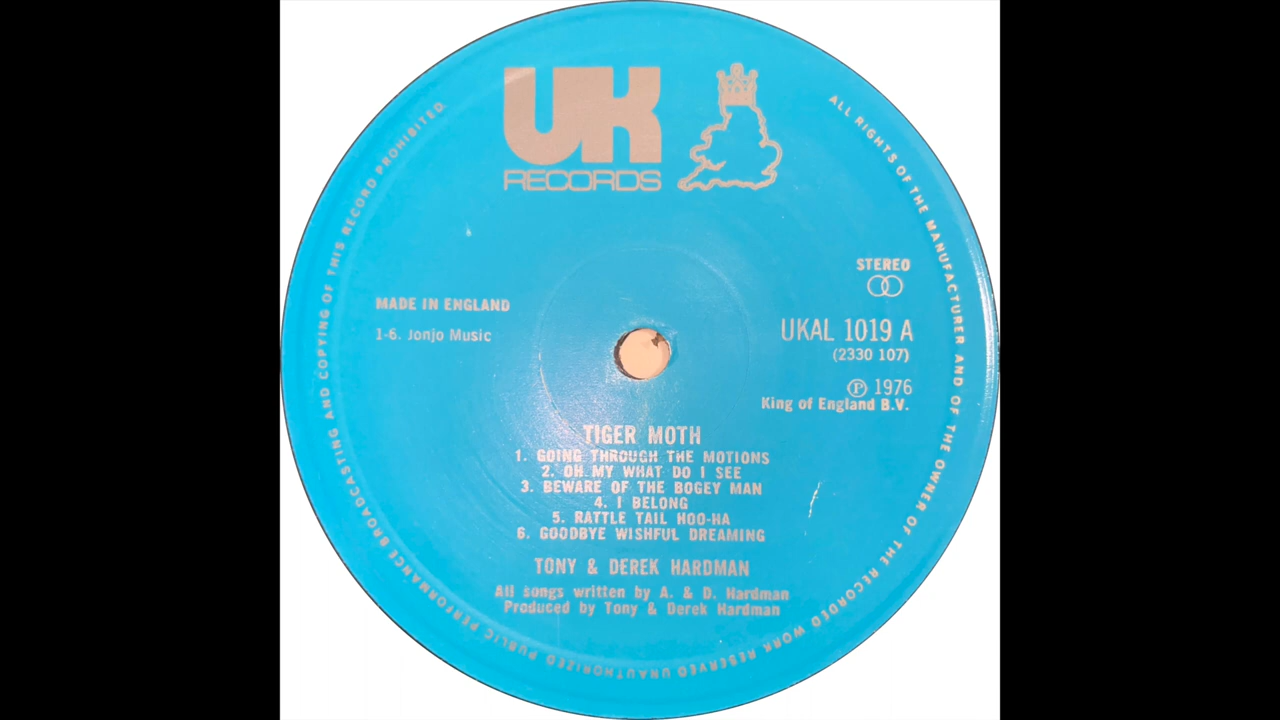 UK
RECORDS
STEREO
MADE IN ENGLAND
1-6. Jonjo Music
UKAL 1019 A
(2330 107)
Ⓟ 1976
King of England B.V.
TIGER MOTH
1. GOING THROUGH THE MOTIONS
2. OH MY WHAT DO I SEE
3. BEWARE OF THE BOGEY MAN
4. I BELONG
5. RATTLE TAIL HOO-HA
6. GOODBYE WISHFUL DREAMING
TONY & DEREK HARDMAN
All songs written by A. & D. Hardman
Produced by Tony & Derek Hardman
ALL RIGHTS OF THE MANUFACTURER AND OF THE OWNER OF THE RECORDED WORK RESERVED UNAUTHORIZED PUBLIC PERFORMANCE BROADCASTING AND COPYING OF THIS RECORD PROHIBITED.